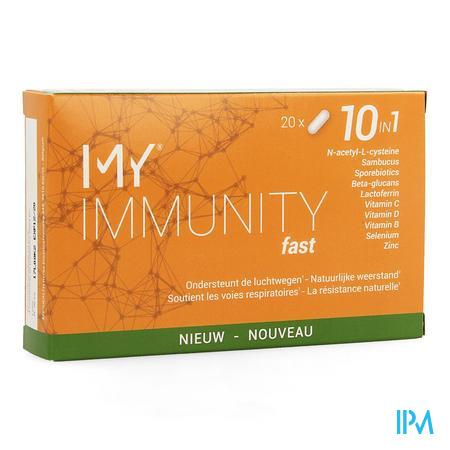 20 x 10 IN 1
N-acetyl-L-cysteine
Sambucus
Sporebiotics
Beta-glucans
Lactoferrin
Vitamin C
Vitamin D
Vitamin B
Selenium
Zinc
MY®
IMMUNITY
fast
Ondersteunt de luchtwegen¹ - Natuurlijke weerstand¹
Soutient les voies respiratoires¹ - La résistance naturelle¹
NIEUW - NOUVEAU
IPM